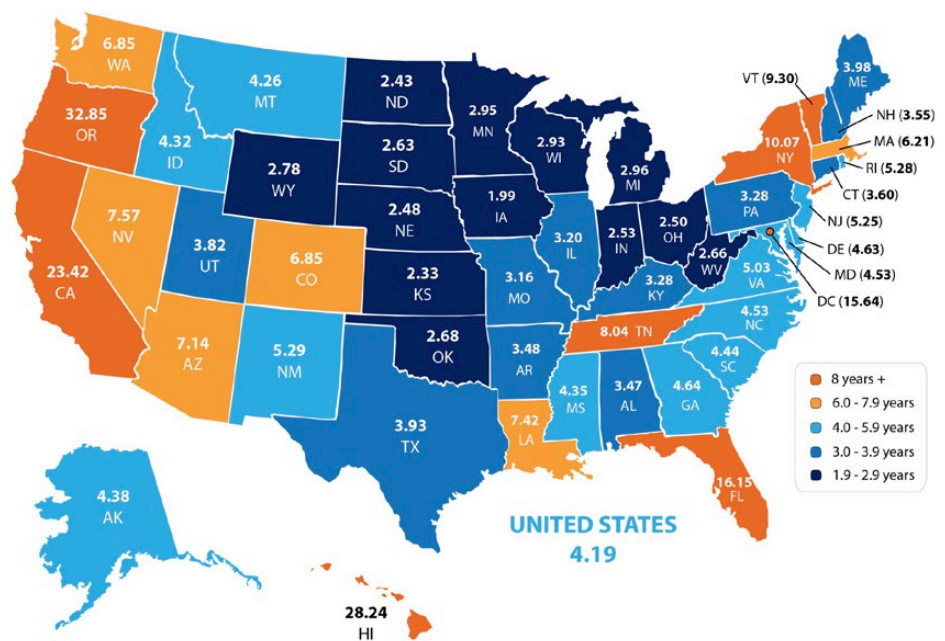 6.85
WA
32.85
OR
23.42
CA
7.57
NV
4.32
ID
4.26
MT
2.78
WY
3.82
UT
6.85
CO
7.14
AZ
5.29
NM
2.43
ND
2.63
SD
2.48
NE
2.33
KS
2.68
OK
3.93
TX
2.95
MN
1.99
IA
3.16
MO
3.48
AR
7.42
LA
2.93
WI
3.20
IL
2.96
MI
2.53
IN
2.50
OH
3.28
KY
8.04 TN
4.35
MS
3.47
AL
4.64
GA
16.15
FL
4.44
SC
4.53
NC
5.03
VA
2.66
WV
3.28
PA
10.07
NY
3.98
ME
VT (9.30)
NH (3.55)
MA (6.21)
RI (5.28)
CT (3.60)
NJ (5.25)
DE (4.63)
MD (4.53)
DC (15.64)
8 years +
6.0 - 7.9 years
4.0 - 5.9 years
3.0 - 3.9 years
1.9 - 2.9 years
4.38
AK
28.24
HI
UNITED STATES
4.19